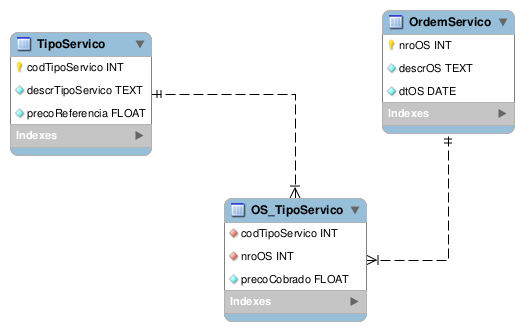 TipoServico
codTipoServico INT
descrTipoServico TEXT
precoReferencia FLOAT
Indexes
OrdemServico
nroOS INT
descrOS TEXT
dtOS DATE
Indexes
OS_TipoServico
codTipoServico INT
nroOS INT
precoCobrado FLOAT
Indexes